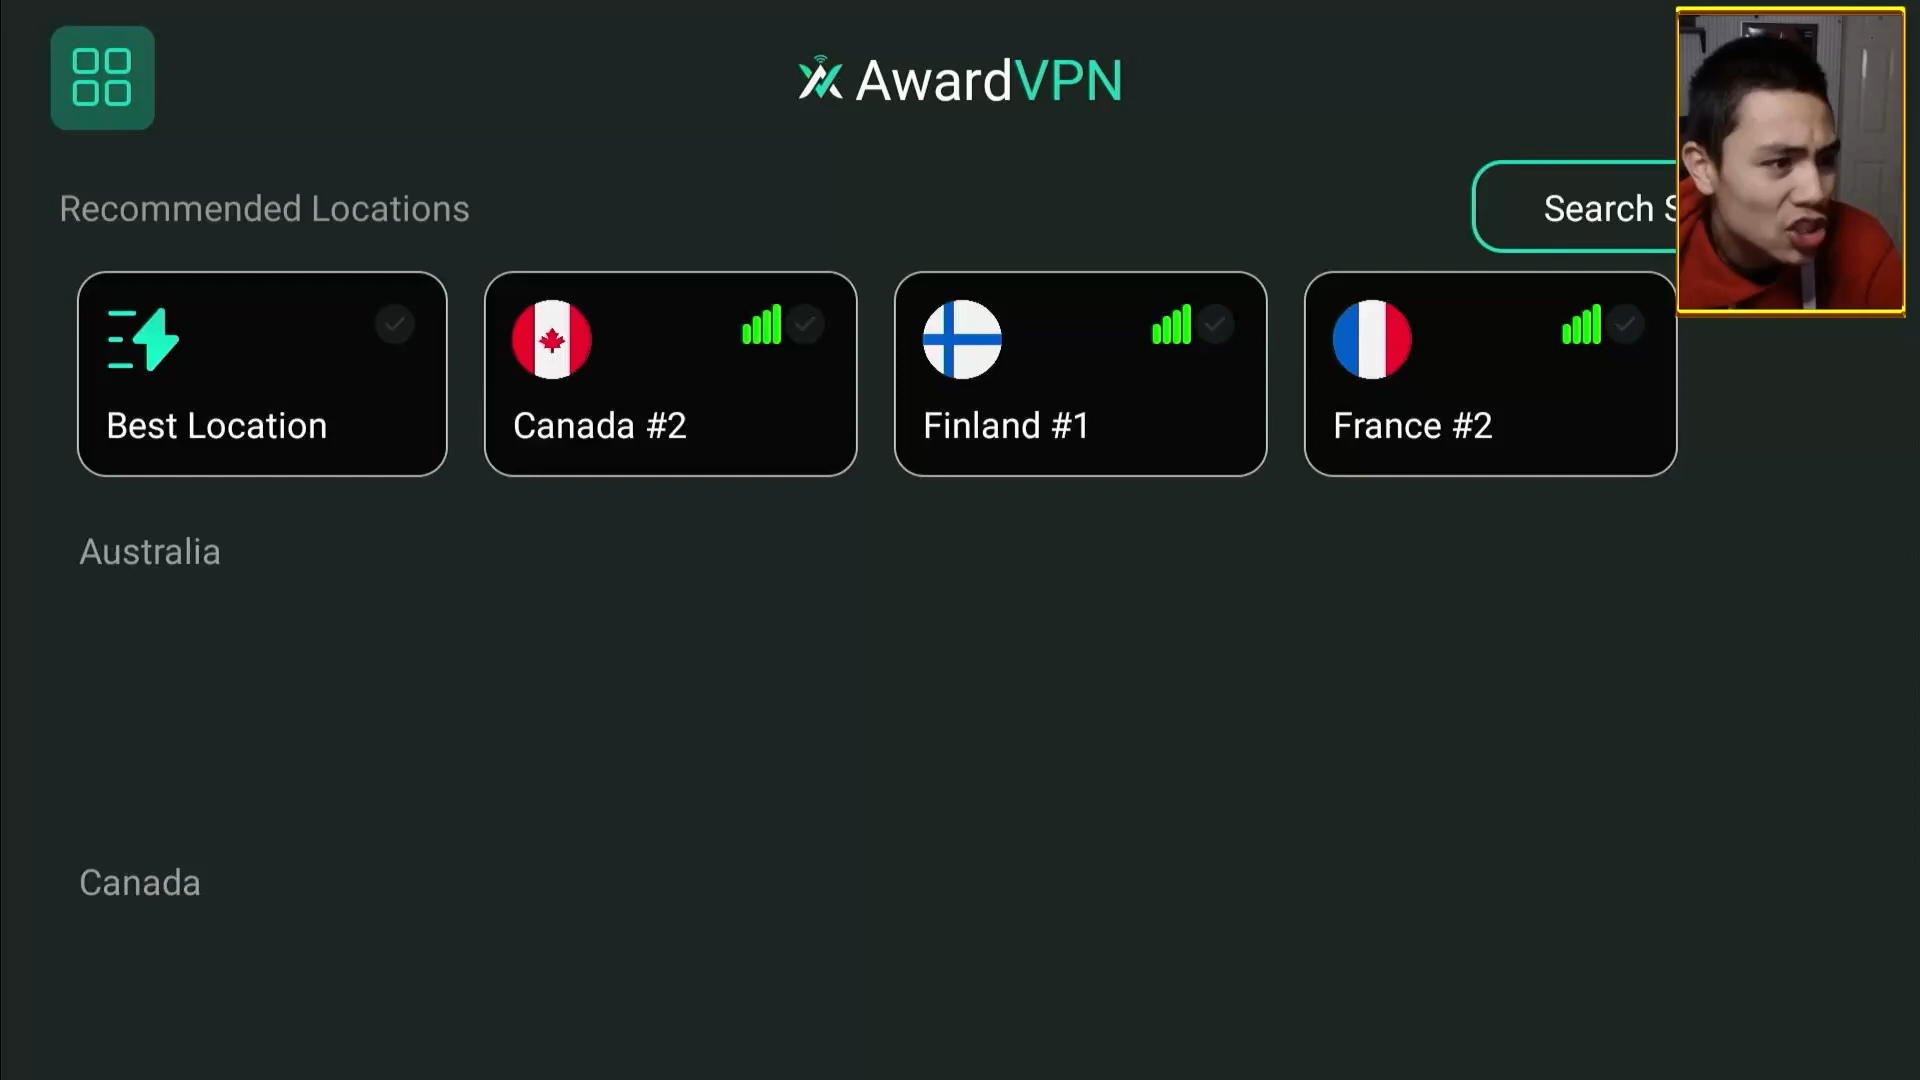 AwardVPN
Recommended Locations
Search
Best Location
Canada #2
Finland #1
France #2
Australia
Canada